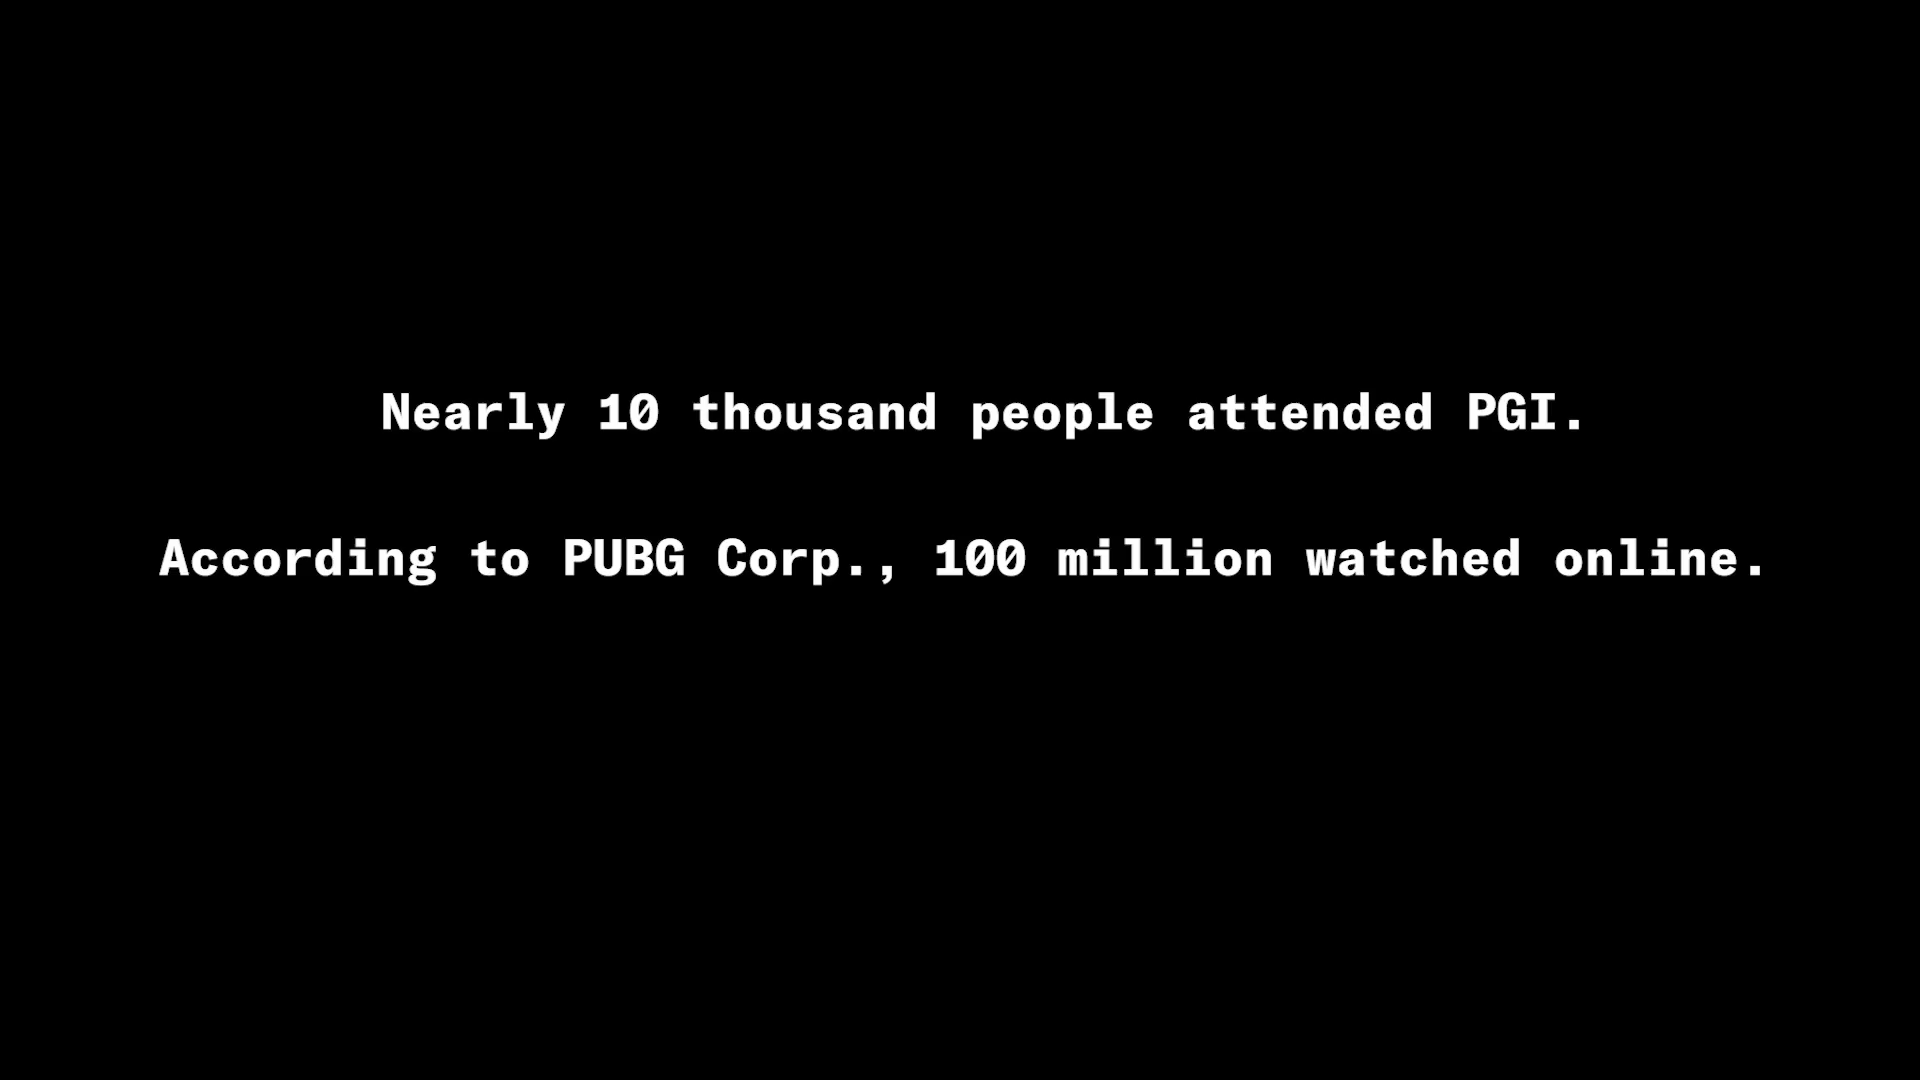 Nearly 10 thousand people attended PGI.
According to PUBG Corp., 100 million watched online.